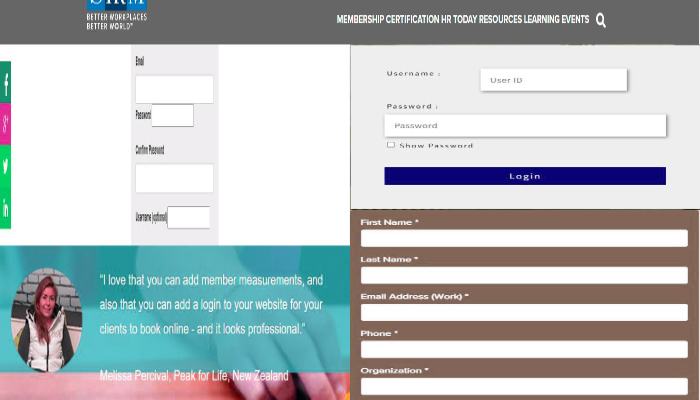 SHRM
BETTER WORKPLACES
BETTER WORLD™
MEMBERSHIP CERTIFICATION HR TODAY RESOURCES LEARNING EVENTS
Email
Password
Confirm Password
Username (optional)
Username :
User ID
Password :
Password
Show Password
Login
First Name *
Last Name *
Email Address (Work) *
Phone *
Organization *
"I love that you can add member measurements, and
also that you can add a login to your website for your
clients to book online - and it looks professional."
Melissa Percival, Peak for Life, New Zealand